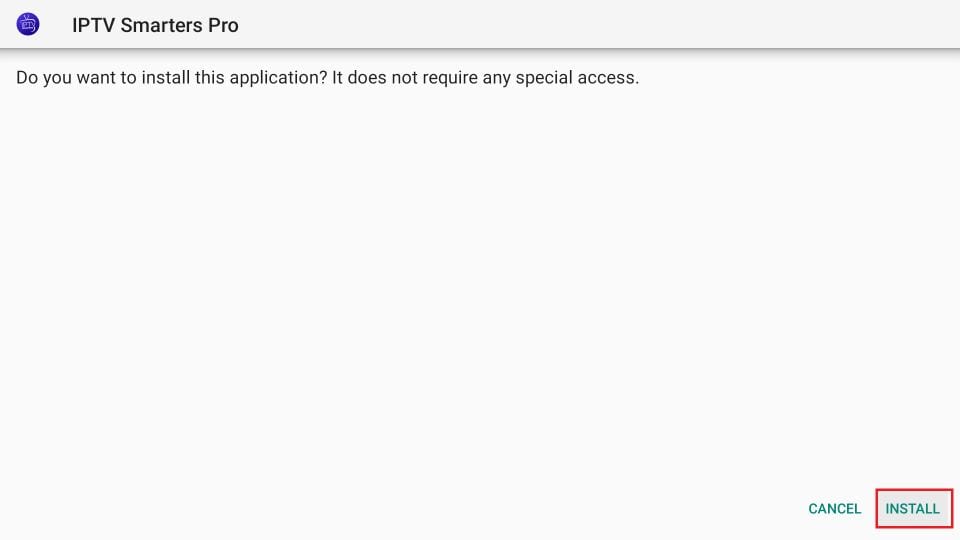 IPTV Smarters Pro
Do you want to install this application? It does not require any special access.
CANCEL INSTALL